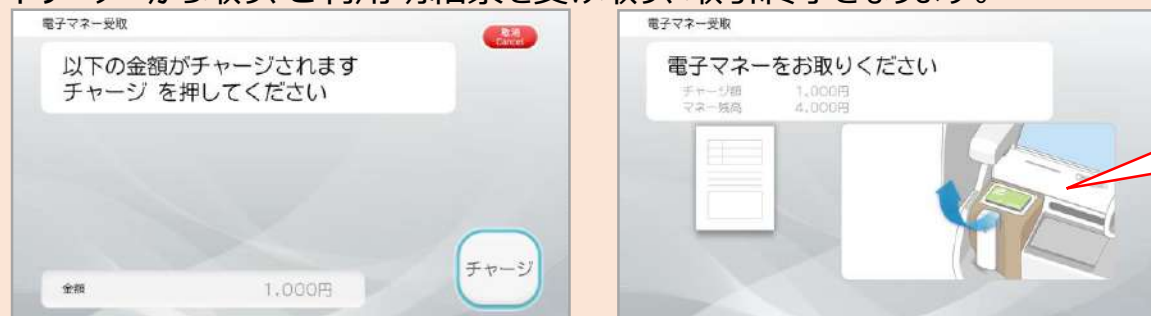 電子マネー受取
取消
Cancel
以下の金額がチャージされます
チャージ を押してください
金額 1,000円
チャージ
電子マネー受取
電子マネーをお取りください
チャージ額 1,000円
マネー残高 4,000円